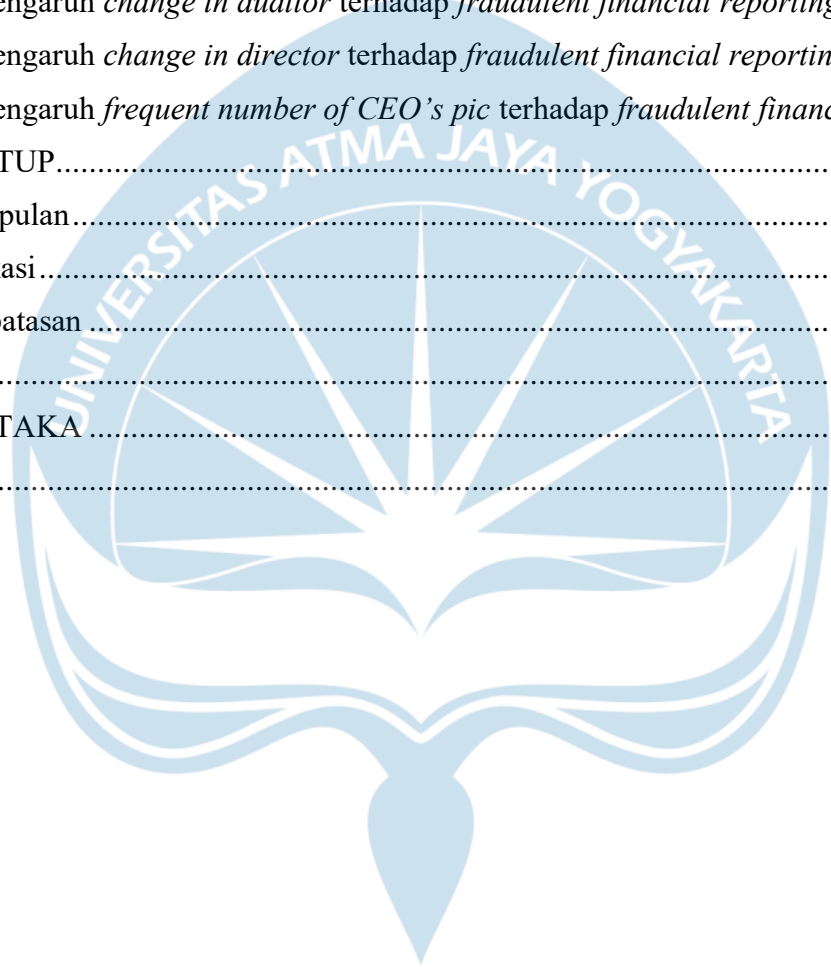 engaruh change in auditor terhadap fraudulent financial reporting
engaruh change in director terhadap fraudulent financial reportin
engaruh frequent number of CEO’s pic terhadap fraudulent financ
UNIVERSITAS ATMA JAYA YOGYAKARTA
TUP..........................................................................................
pulan........................................................................................
asi............................................................................................
batasan ......................................................................................
................................................................................................
TAKA ........................................................................................
................................................................................................